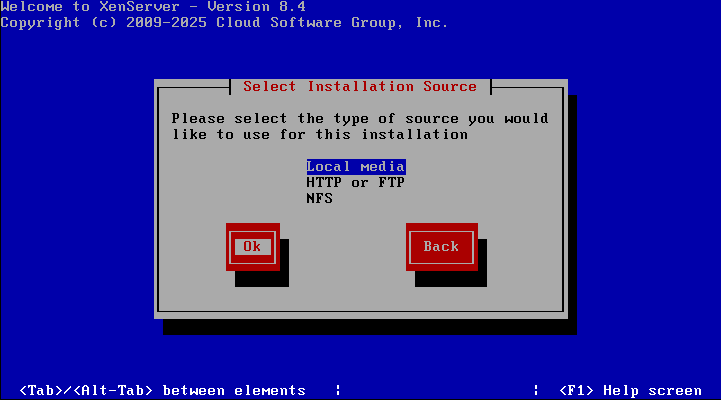 Welcome to XenServer - Version 8.4
Copyright (c) 2009-2025 Cloud Software Group, Inc.
Select Installation Source
Please select the type of source you would
like to use for this installation
Local media
HTTP or FTP
NFS
Ok Back
<Tab>/<Alt-Tab> between elements ¦ ¦ <F1> Help screen